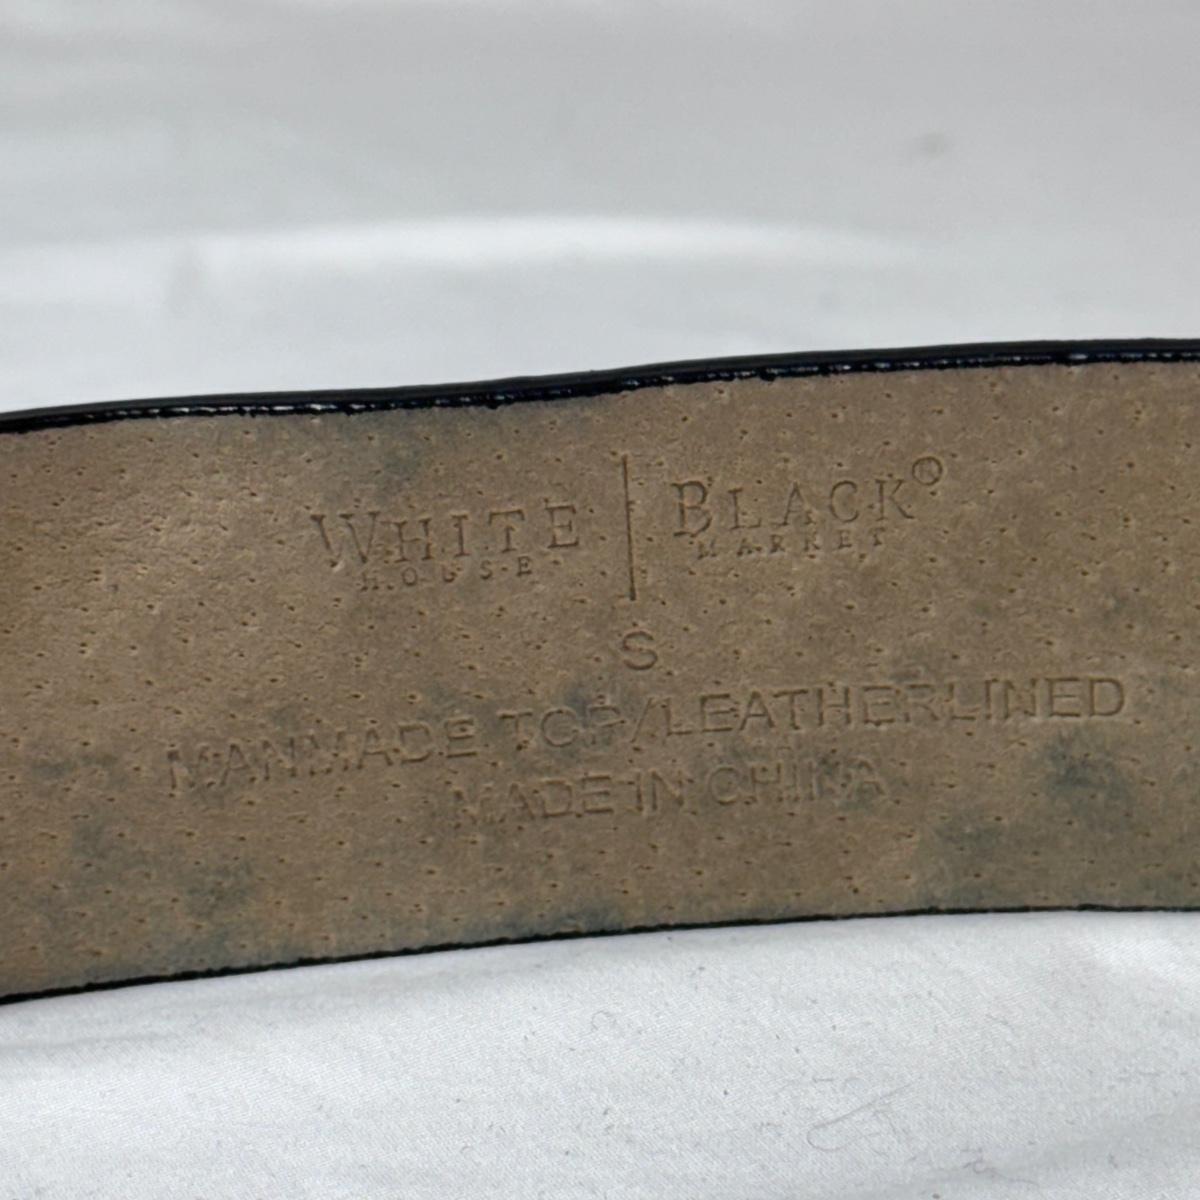 WHITE | BLACK®
HOUSE MARKET
S
MANMADE TOP/LEATHERLINED
MADE IN CHINA